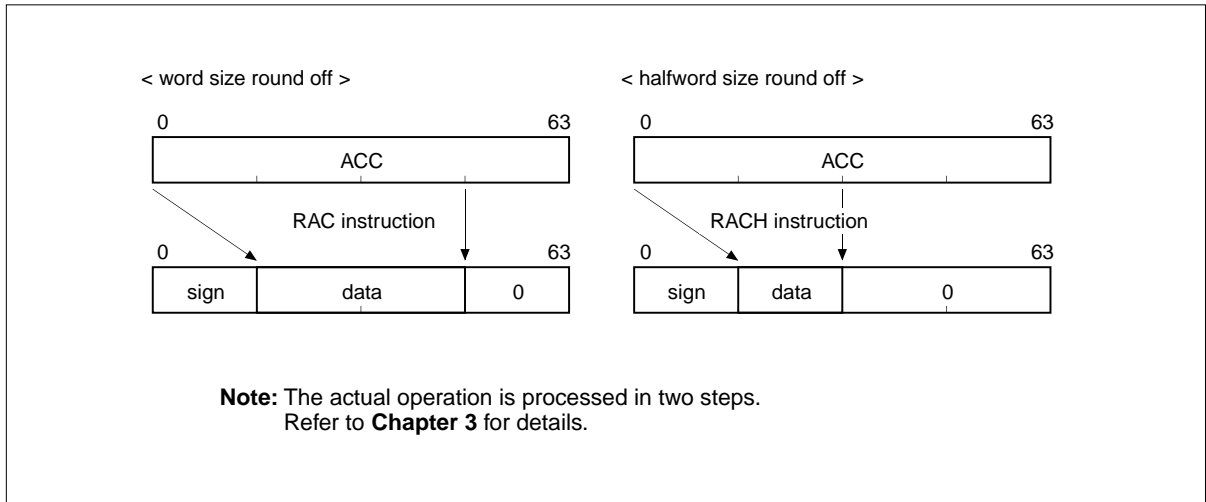 < word size round off >
0 63
ACC
RAC instruction
0 63
sign data 0
< halfword size round off >
0 63
ACC
RACH instruction
0 63
sign data 0
Note: The actual operation is processed in two steps.
Refer to Chapter 3 for details.